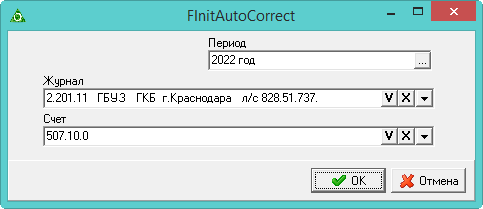 FInitAutoCorrect
Период
2022 год
...
Журнал
2.201.11 ГБУЗ ГКБ г.Краснодара л/с 828.51.737.
V X
Счет
507.10.0
V X
OK Отмена